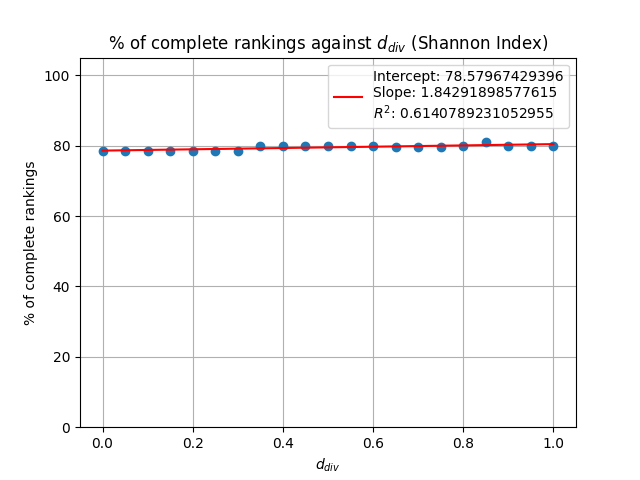 % of complete rankings against d_div (Shannon Index)
Intercept: 78.57967429396
Slope: 1.84291898577615
R²: 0.6140789231052955
% of complete rankings
100
80
60
40
20
0
0.0 0.2 0.4 0.6 0.8 1.0
d_div